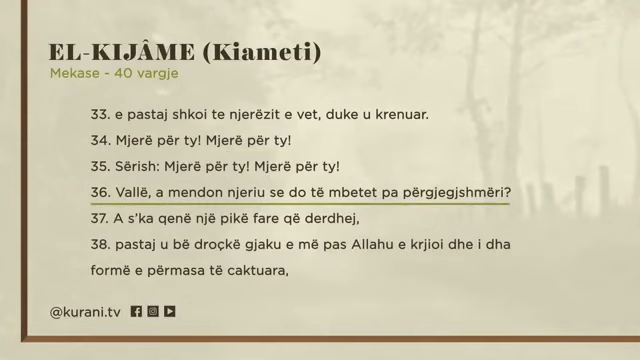 EL-KIJÂME (Kiameti)
Mekase - 40 vargje
33. e pastaj shkoi te njerëzit e vet, duke u krenuar.
34. Mjerë për ty! Mjerë për ty!
35. Sërish: Mjerë për ty! Mjerë për ty!
36. Vallë, a mendon njeriu se do të mbetet pa përgjegjshmëri?
37. A s'ka qenë një pikë fare që derdhej,
38. pastaj u bë droçkë gjaku e më pas Allahu e krjioi dhe i dha
formë e përmasa të caktuara,
@kurani.tv